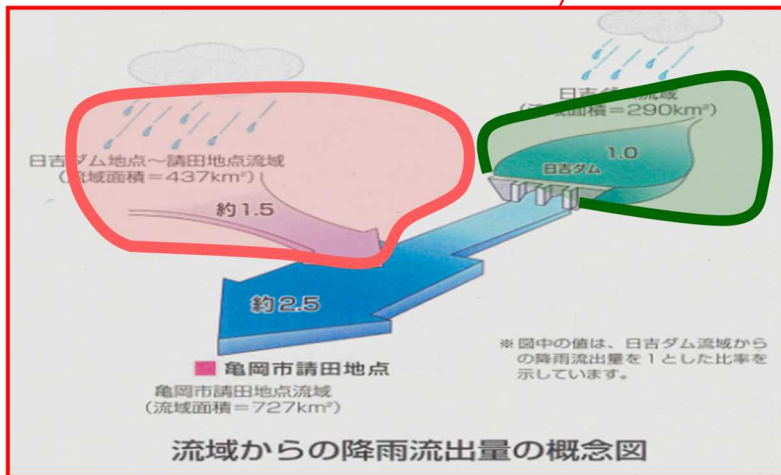 日吉ダム流域
(流域面積=290km²)
日吉ダム地点～請田地点流域
(流域面積=437km²)
1.0
日吉ダム
約1.5
約2.5
※図中の値は、日吉ダム流域から
の降雨流出量を1とした比率を
示しています。
■ 亀岡市請田地点
亀岡市請田地点流域
(流域面積=727km²)
流域からの降雨流出量の概念図